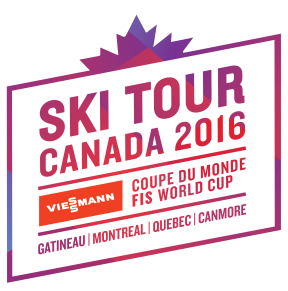 SKI TOUR
CANADA 2016
VIESSMANN
COUPE DU MONDE
FIS WORLD CUP
GATINEAU | MONTREAL | QUEBEC | CANMORE